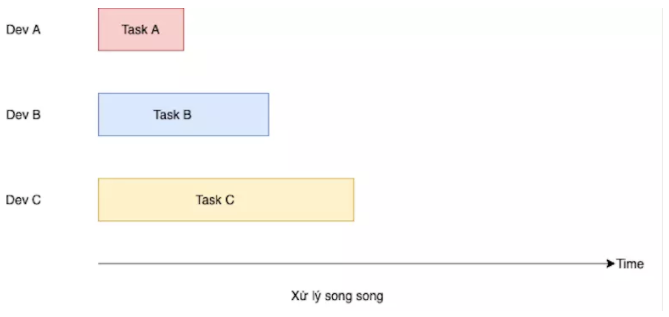 Dev A
Task A
Dev B
Task B
Dev C
Task C
Time
Xử lý song song